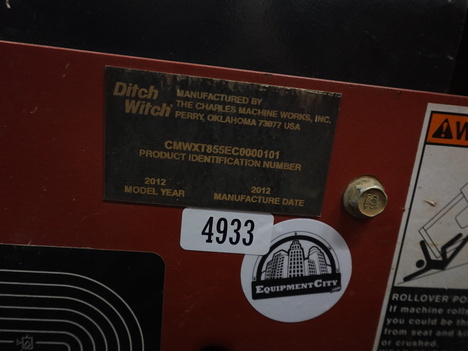 Ditch
Witch
MANUFACTURED BY
THE CHARLES MACHINE WORKS, INC.
PERRY, OKLAHOMA 73077 USA
CMWXT855EC0000101
PRODUCT IDENTIFICATION NUMBER
2012
MODEL YEAR
2012
MANUFACTURE DATE
4933
EQUIPMENTCITY
ROLLOVER PO
If machine rolls
you could be th
from seat and k
or crushed.